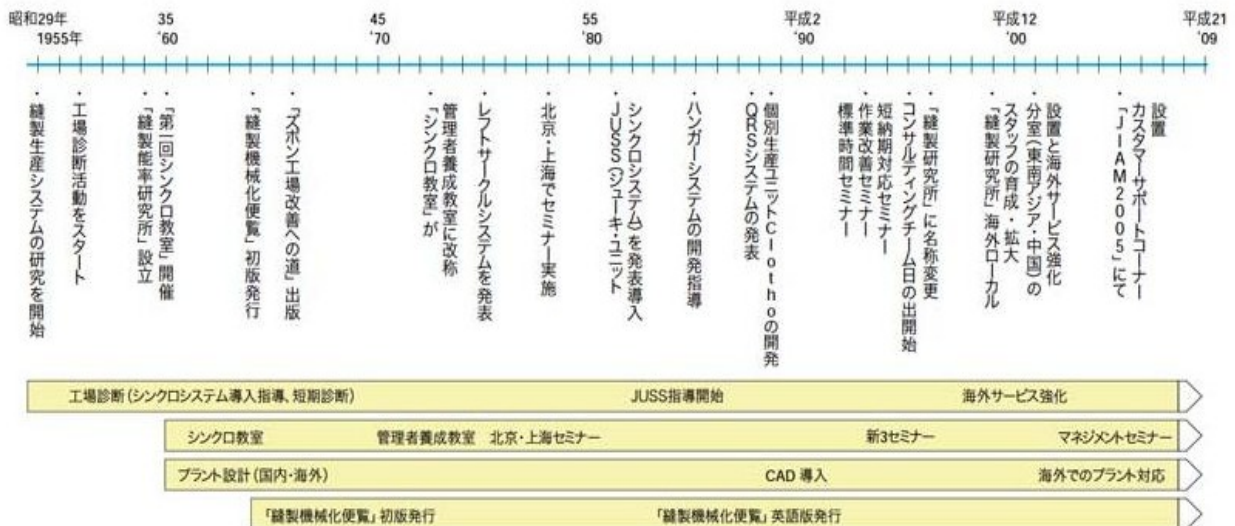 昭和29年
35
45
55
平成2
平成12
平成21
1955年
'60
'70
'80
'90
'00
'09
・縫製生産システムの研究を開始
・工場診断活動をスタート
・「縫製能率研究所」設立
・「第一回シンクロ教室」開催
・「縫製機械化便覧」初版発行
・「ズボン工場改善への道」出版
・「シンクロ教室」が
管理者養成教室に改称
・レフトサークルシステムを発表
・北京・上海でセミナー実施
・JUSS(ジューキ・ユニット
シンクロシステム)を発表導入
・ハンガーシステムの開発指導
・QRSシステムの発表
・個別生産ユニットClothoの開発
標準時間セミナー
・作業改善セミナー
短納期対応セミナー
・コンサルティングチーム日の出開始
・「縫製研究所」に名称変更
・「縫製研究所」海外ローカル
スタッフの育成・拡大
・分室(東南アジア・中国)の
設置と海外サービス強化
・「JIAM2005」にて
カスタマーサポートコーナー
設置
工場診断(シンクロシステム導入指導、短期診断)
JUSS指導開始
海外サービス強化
シンクロ教室
管理者養成教室
北京・上海セミナー
新3セミナー
マネジメントセミナー
プラント設計(国内・海外)
CAD 導入
海外でのプラント対応
「縫製機械化便覧」初版発行
「縫製機械化便覧」英語版発行